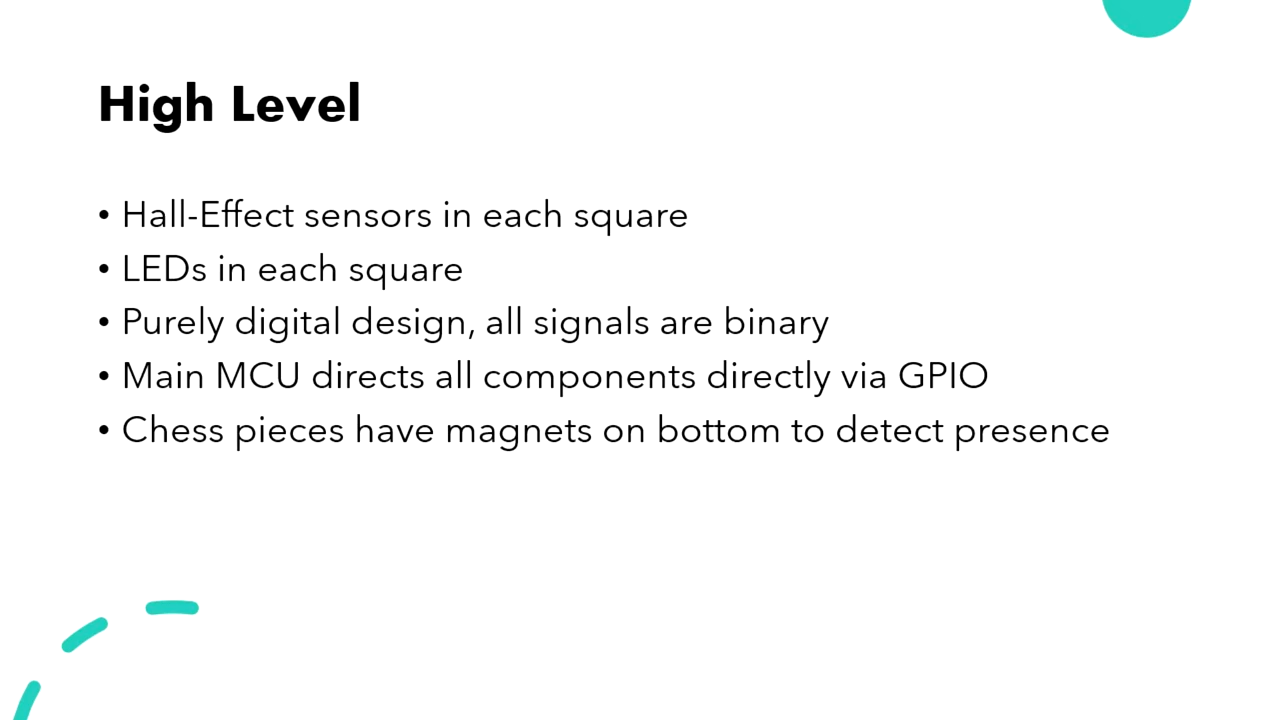 High Level
• Hall-Effect sensors in each square
• LEDs in each square
• Purely digital design, all signals are binary
• Main MCU directs all components directly via GPIO
• Chess pieces have magnets on bottom to detect presence